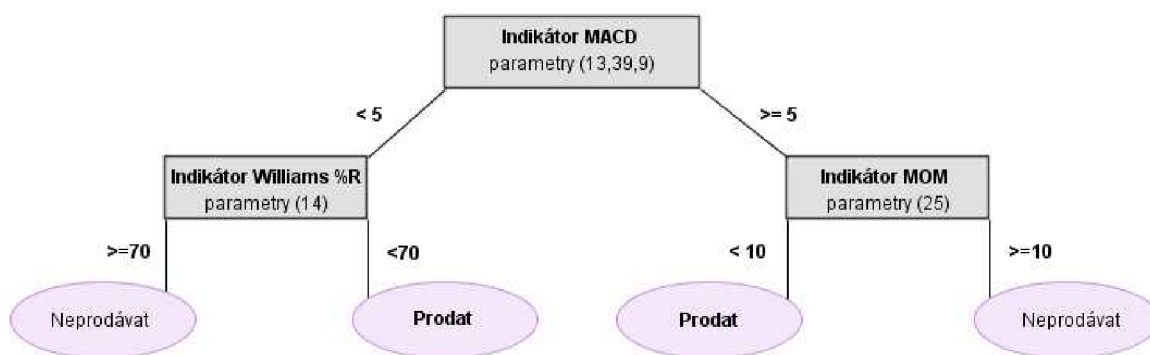 Indikátor MACD
parametry (13,39,9)
< 5
>= 5
Indikátor Williams %R
parametry (14)
Indikátor MOM
parametry (25)
>=70
<70
< 10
>=10
Neprodávat
Prodat
Prodat
Neprodávat